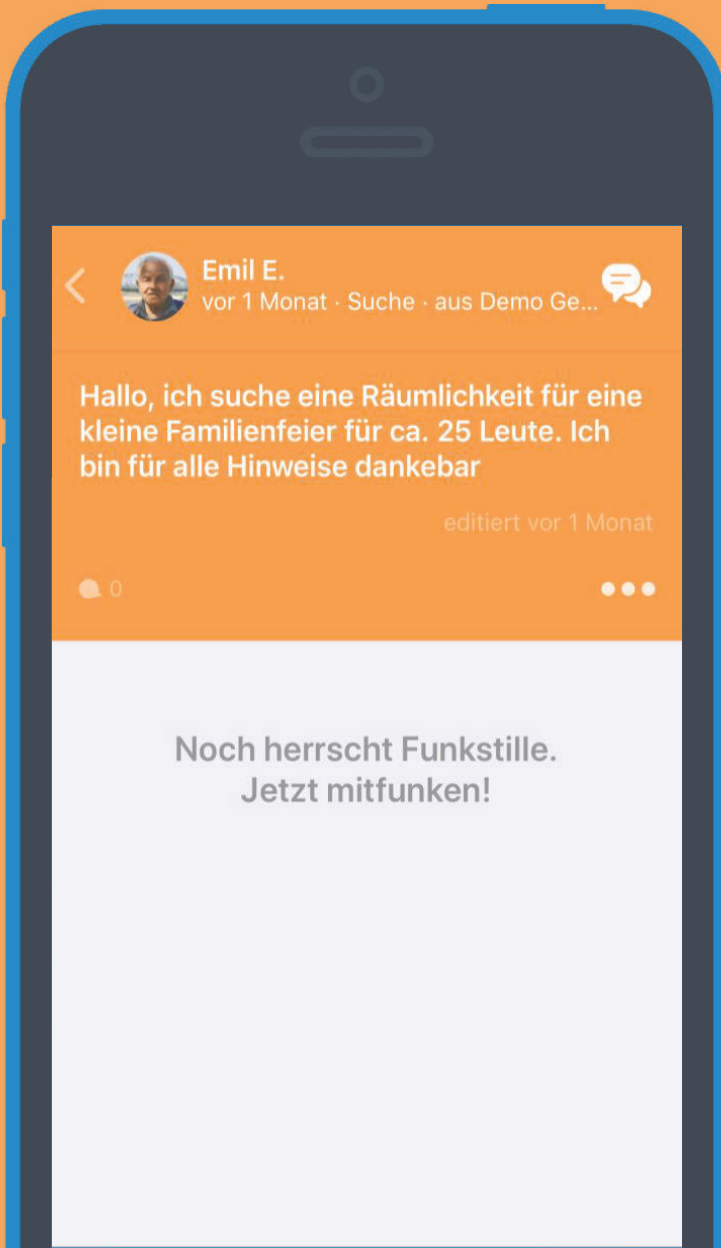 Emil E.
vor 1 Monat · Suche · aus Demo Ge...
Hallo, ich suche eine Räumlichkeit für eine
kleine Familienfeier für ca. 25 Leute. Ich
bin für alle Hinweise dankebar
editiert vor 1 Monat
0
Noch herrscht Funkstille.
Jetzt mitfunken!